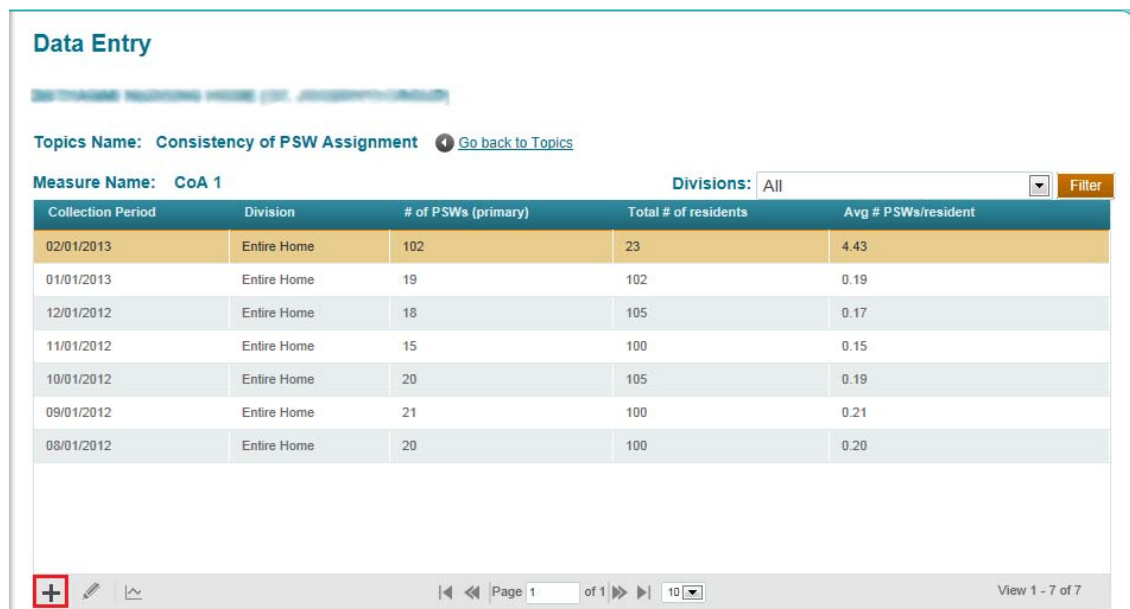 Data Entry
Topics Name: Consistency of PSW Assignment Go back to Topics
Measure Name: CoA 1 Divisions: All Filter
Collection Period Division # of PSWs (primary) Total # of residents Avg # PSWs/resident
02/01/2013 Entire Home 102 23 4.43
01/01/2013 Entire Home 19 102 0.19
12/01/2012 Entire Home 18 105 0.17
11/01/2012 Entire Home 15 100 0.15
10/01/2012 Entire Home 20 105 0.19
09/01/2012 Entire Home 21 100 0.21
08/01/2012 Entire Home 20 100 0.20
Page 1 of 1 10 View 1 - 7 of 7